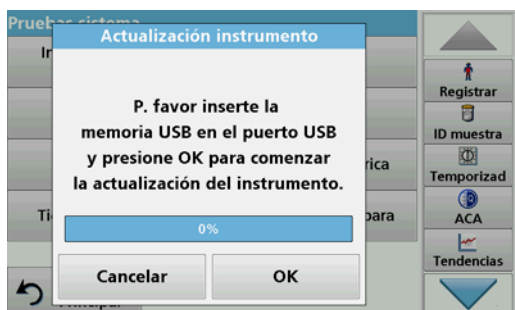 Pruebas sistema
Actualización instrumento
P. favor inserte la
memoria USB en el puerto USB
y presione OK para comenzar
la actualización del instrumento.
0%
Cancelar
OK
Registrar
ID muestra
Temporizad
ACA
Tendencias